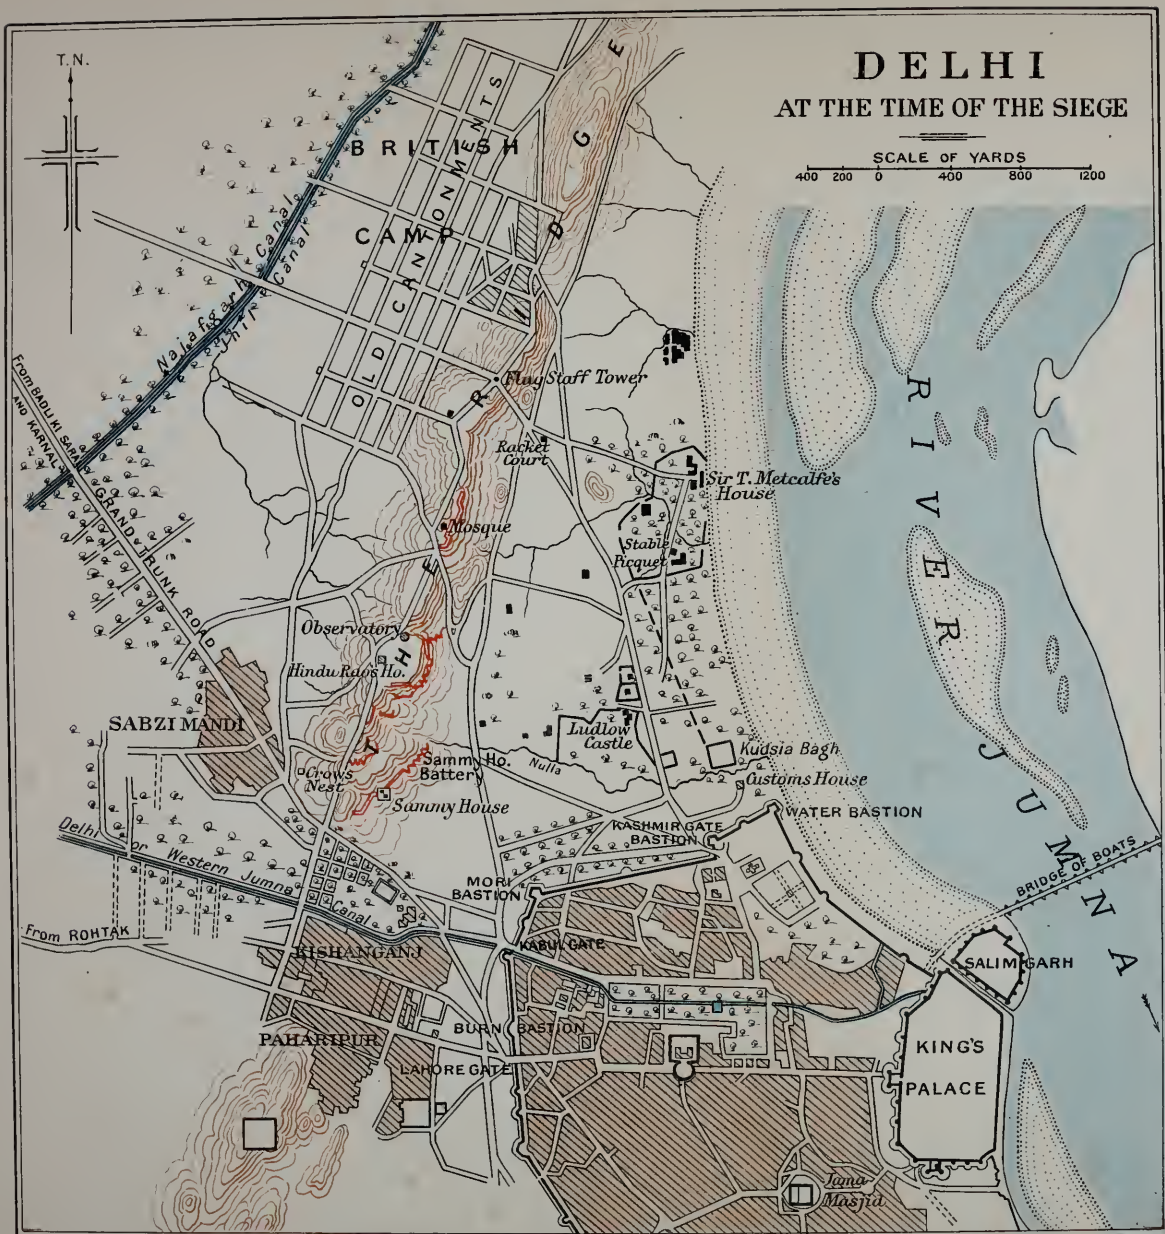 DELHI
AT THE TIME OF THE SIEGE
SCALE OF YARDS
400 200 0 400 800 1200
T.N.
BRITISH
CAMP
OLD CANTONMENTS
THE RIDGE
Najafgarh Canal
Jhil Canal
From BADLI KI SARAI
AND KARNAL
GRAND TRUNK ROAD
Flag Staff Tower
Racket
Court
Sir T. Metcalfe's
House
Mosque
Stable
Picquet
RIVER JUMNA
Observatory
Hindu Rao's Ho.
SABZI MANDI
Ludlow
Castle
Kudsia Bagh
Customs House
Samm. Ho.
Battery
Nulla
Crow's
Nest
Sammy House
WATER BASTION
KASHMIR GATE
BASTION
Delhi or Western Jumna Canal
BRIDGE OF BOATS
MORI
BASTION
From ROHTAK
KISHANGANJ
KABUL GATE
SALIMGARH
PAHARIPUR
BURN BASTION
LAHORE GATE
KING'S
PALACE
Jama
Masjid